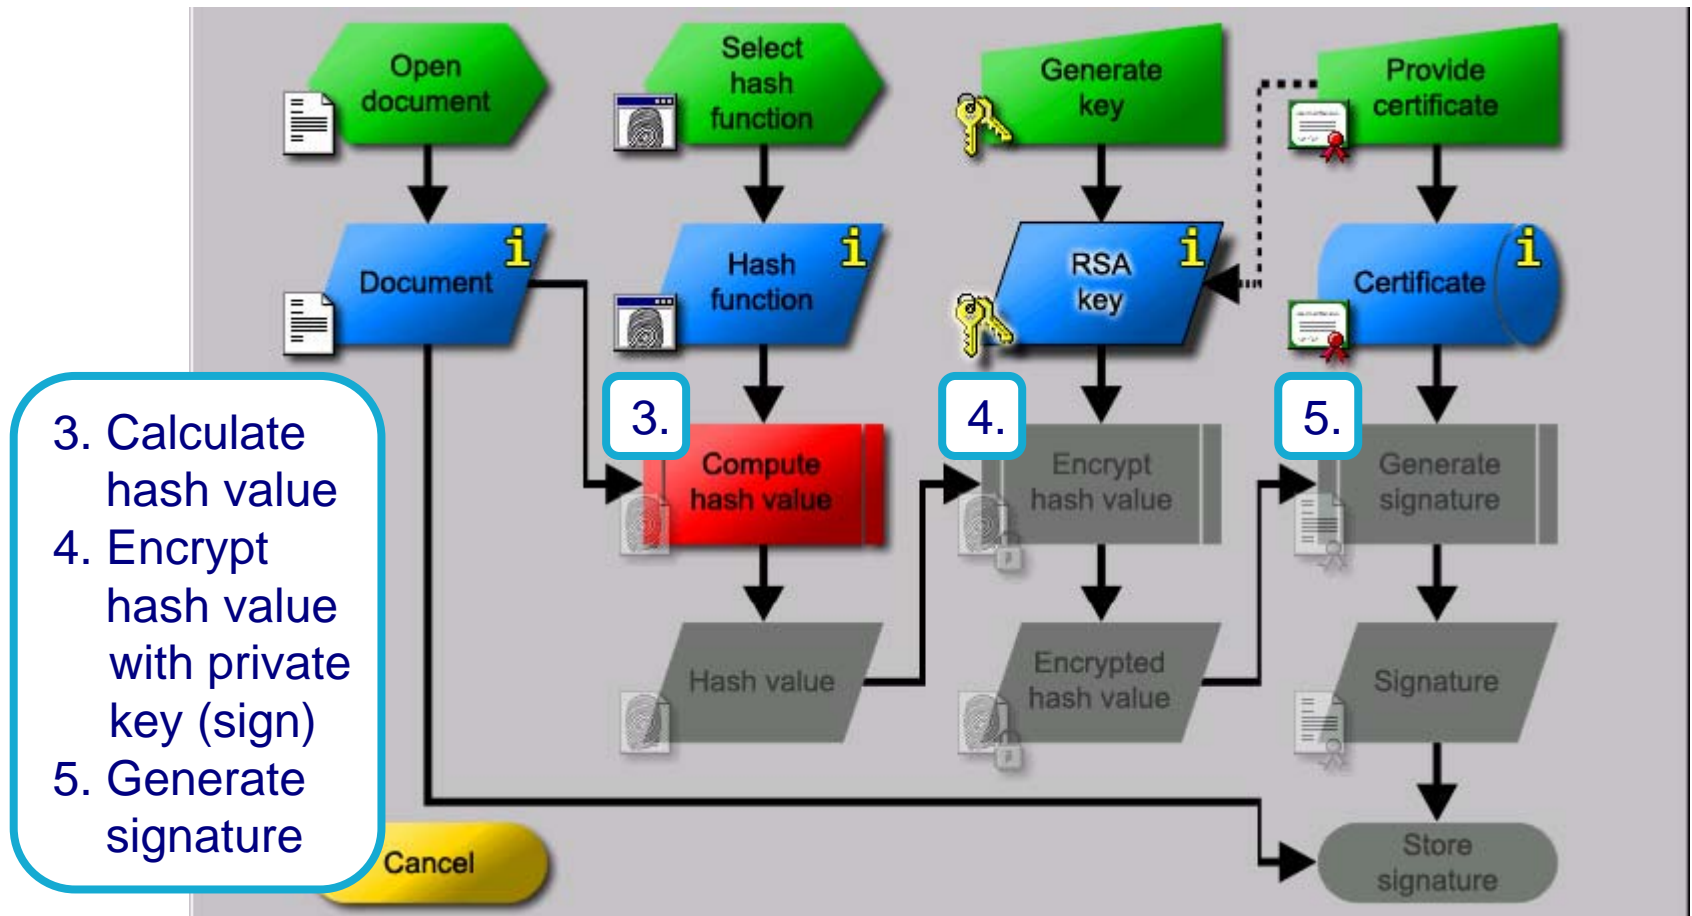 Open
document
Select
hash
function
Generate
key
Provide
certificate
Document
i
Hash
function
i
RSA
key
i
Certificate
i
3.
4.
5.
3. Calculate
hash value
4. Encrypt
hash value
with private
key (sign)
5. Generate
signature
Compute
hash value
Encrypt
hash value
Generate
signature
Hash value
Encrypted
hash value
Signature
Cancel
Store
signature